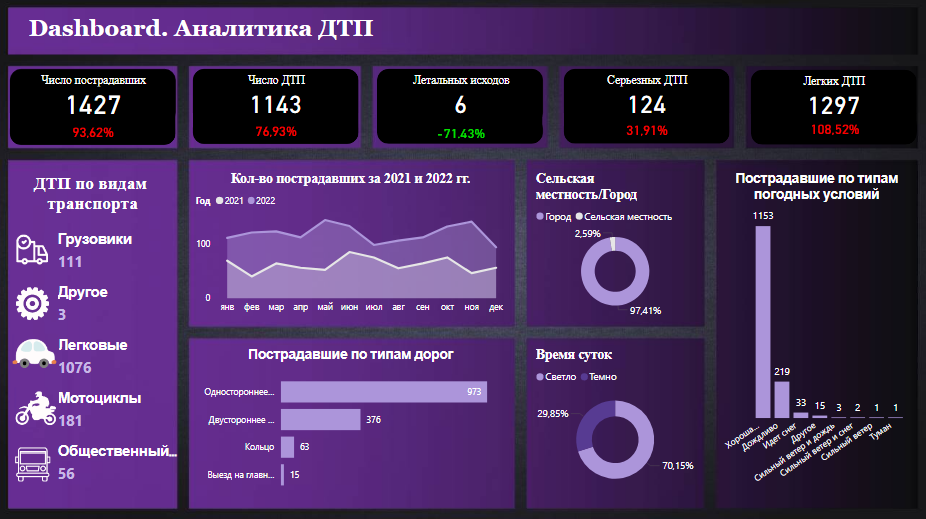 Dashboard. Аналитика ДТП
Число пострадавших
1427
93.62%
Число ДТП
1143
76,93%
Летальных исходов
6
-71.43%
Серьезных ДТП
124
31.91%
Легких ДТП
1297
108,52%
ДТП по видам
транспорта
Грузовики
111
Другое
3
Легковые
1076
Мотоциклы
181
Общественный...
56
Кол-во пострадавших за 2021 и 2022 гг.
Год 2021 2022
100
0
янв фев мар апр май июн июл авг сен окт ноя дек
Пострадавшие по типам дорог
Одностороннее... 973
Двустороннее ... 376
Кольцо 63
Выезд на главн... 15
Сельская
местность/Город
Город Сельская местность
2,59%
97,41%
Время суток
Светло Темно
29,85%
70,15%
Пострадавшие по типам
погодных условий
1153
219
33
15
3
2
1
1
Хороша...
Дождливо
Идет снег
Другое
Сильный ветер и дождь
Сильный ветер и снег
Сильный ветер
Туман